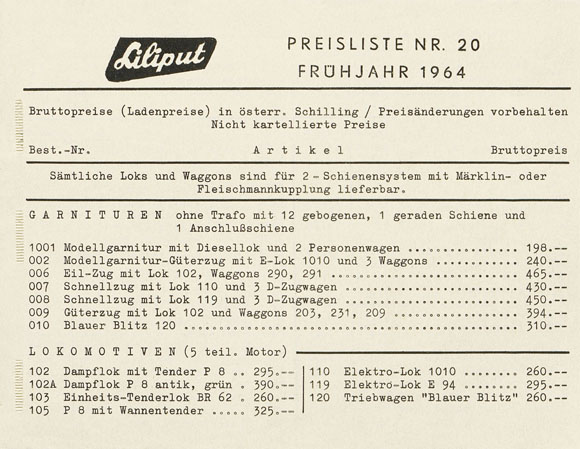 Liliput
PREISLISTE NR. 20
FRÜHJAHR 1964
Bruttopreise (Ladenpreise) in österr. Schilling / Preisänderungen vorbehalten
Nicht kartellierte Preise
Best.-Nr. Artikel Bruttopreis
Sämtliche Loks und Waggons sind für 2-Schienensystem mit Märklin- oder
Fleischmannkupplung lieferbar.
GARNITUREN ohne Trafo mit 12 gebogenen, 1 geraden Schiene und
1 Anschlußschiene
1001 Modellgarnitur mit Diesellok und 2 Personenwagen ................ 198.--
002 Modellgarnitur-Güterzug mit E-Lok 1010 und 3 Waggons ............. 240.--
006 Eil-Zug mit Lok 102, Waggons 290, 291 ............................ 465.--
007 Schnellzug mit Lok 110 und 3 D-Zugwagen .......................... 430.--
008 Schnellzug mit Lok 119 und 3 D-Zugwagen .......................... 450.--
009 Güterzug mit Lok 102 und Waggons 203, 231, 209 ................... 394.--
010 Blauer Blitz 120 ................................................. 310.--
LOKOMOTIVEN (5 teil. Motor)
102 Dampflok mit Tender P 8 .. 295.--
102A Dampflok P 8 antik, grün . 390.--
103 Einheits-Tenderlok BR 62 . 260.--
105 P 8 mit Wannentender ..... 325.--
110 Elektro-Lok 1010 ....... 260.--
119 Elektro-Lok E 94 ....... 295.--
120 Triebwagen "Blauer Blitz" 260.--